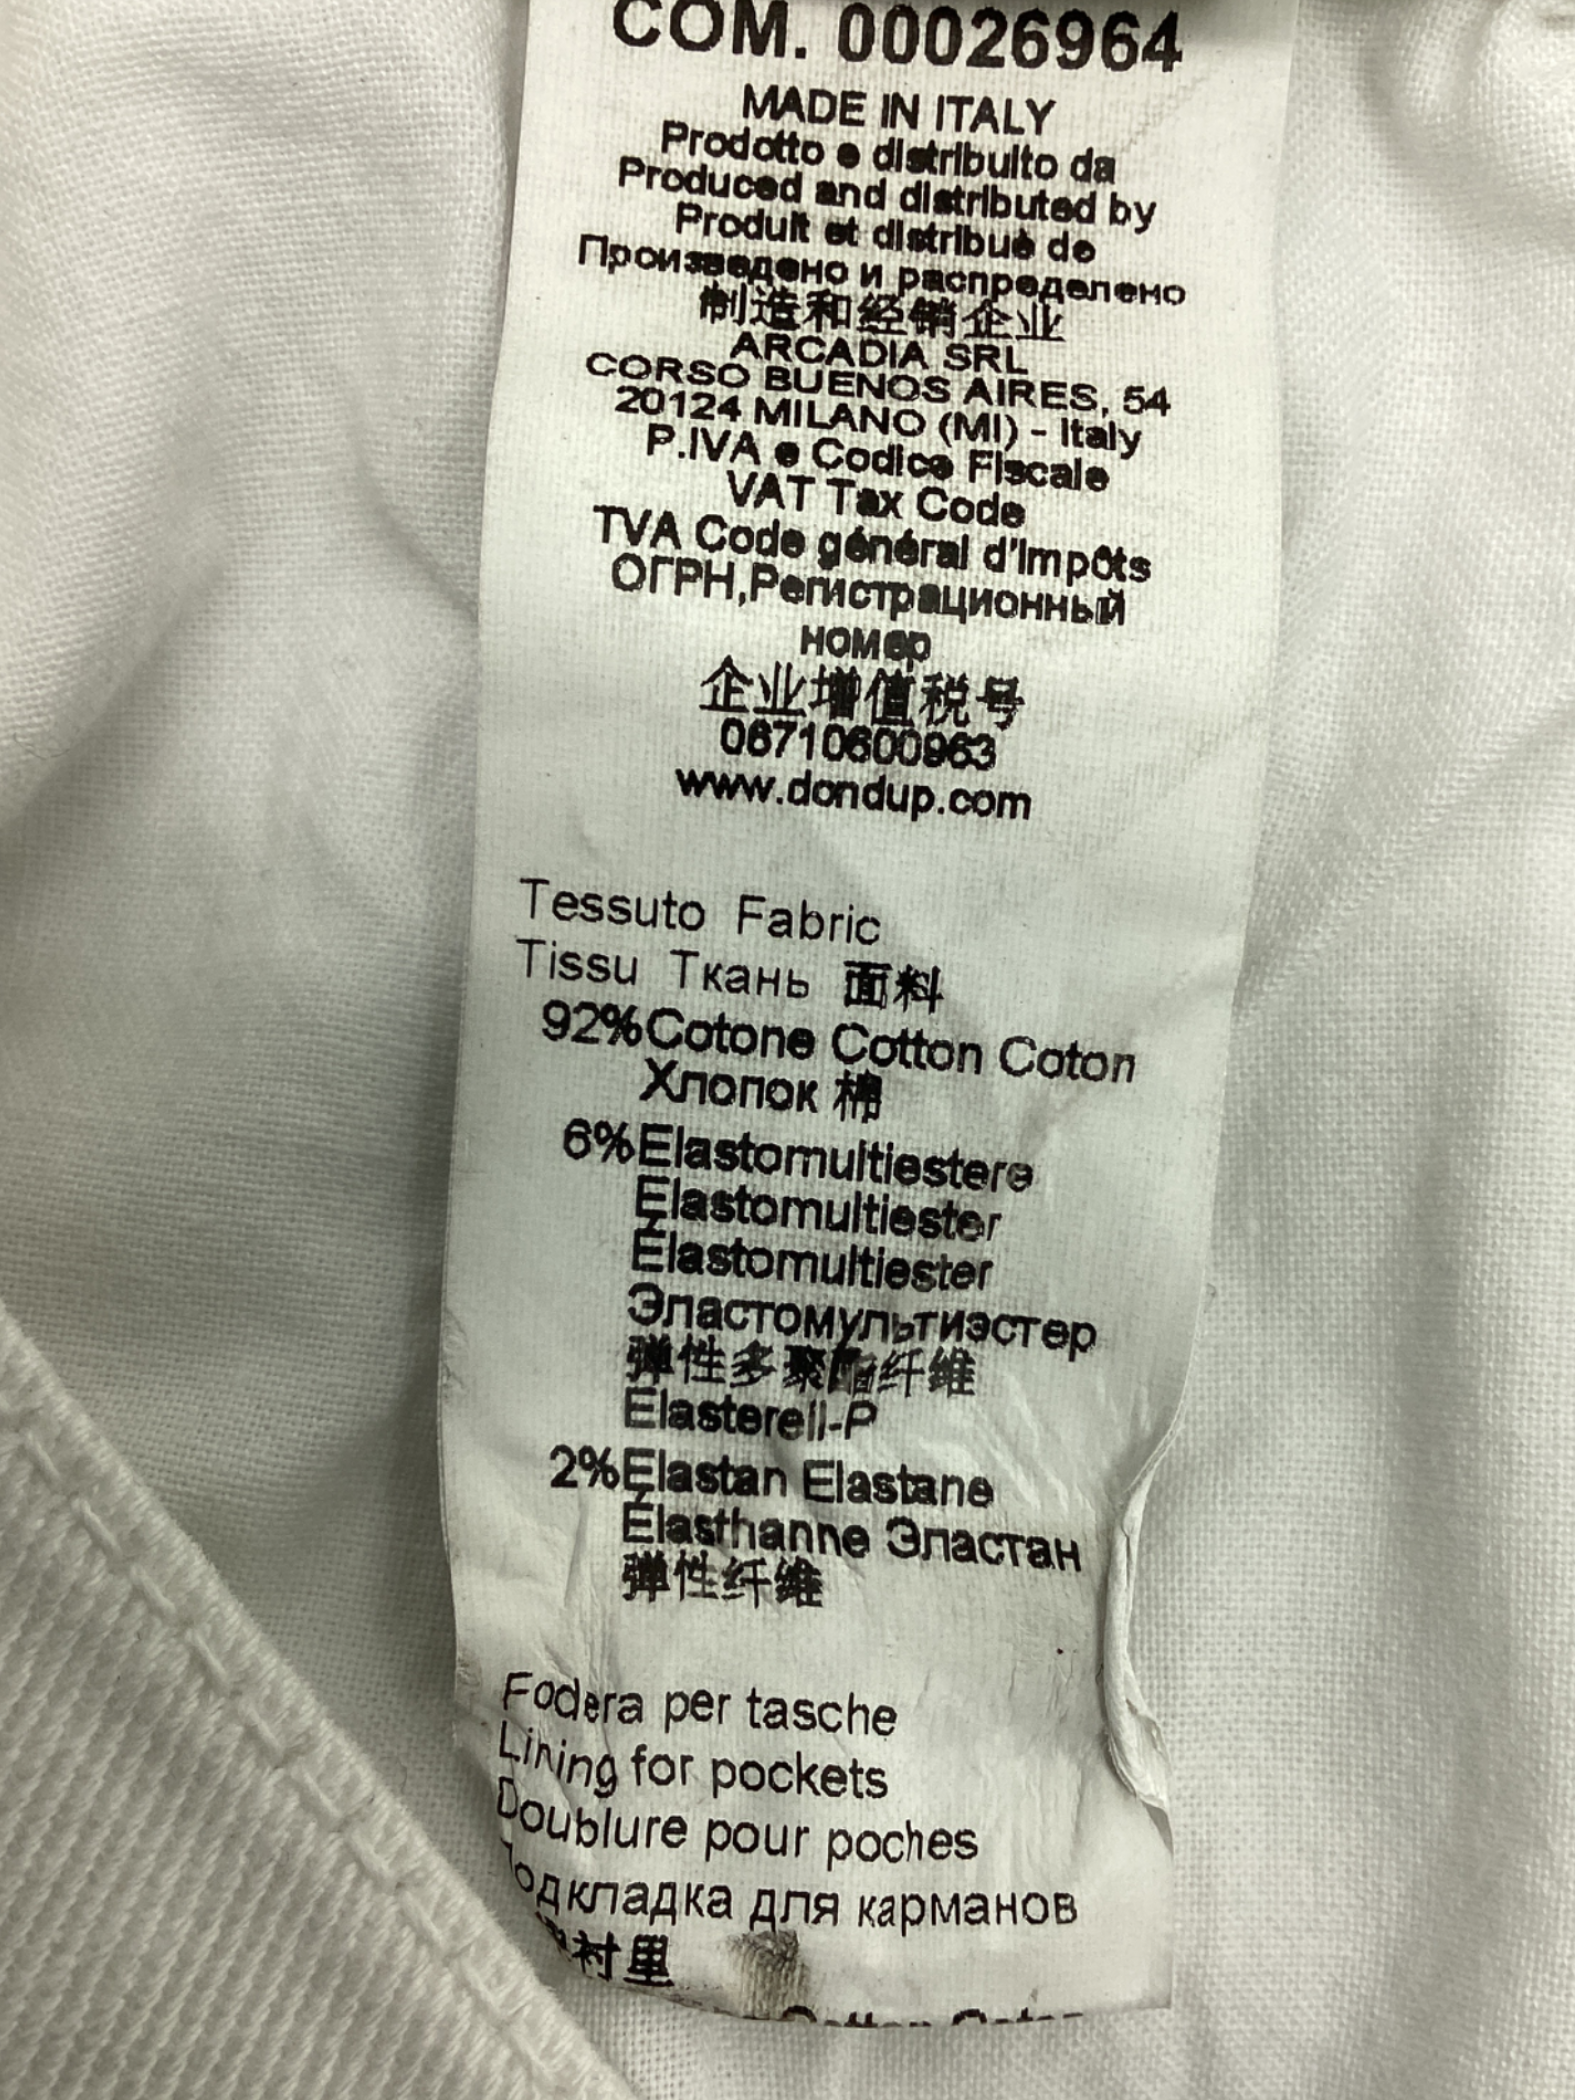 COM. 00026964
MADE IN ITALY
Prodotto e distribuito da
Produced and distributed by
Produit et distribuè de
Произведено и распределено
制造和经销企业
ARCADIA SRL
CORSO BUENOS AIRES, 54
20124 MILANO (MI) - Italy
P.IVA e Codice Fiscale
VAT Tax Code
TVA Code général d'Impôts
ОГРН,Регистрационный
номер
企业增值税号
06710600963
www.dondup.com
Tessuto Fabric
Tissu Ткань 面料
92%Cotone Cotton Coton
Хлопок 棉
6%Elastomultiestere
Elastomultiester
Élastomultiester
Эластомультиэстер
弹性多聚酯纤维
Elasterell-P
2%Elastan Elastane
Élasthanne Эластан
弹性纤维
Fodera per tasche
Lining for pockets
Doublure pour poches
Подкладка для карманов
衬里